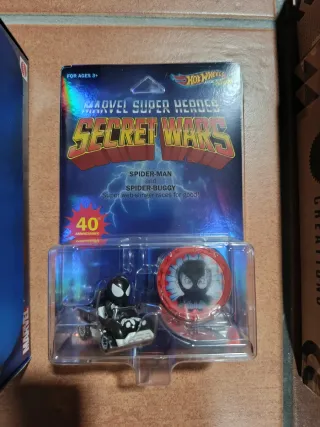 FOR AGES 3+
Hot Wheels
MARVEL SUPER HEROES
SECRET WARS
SPIDER-MAN
and
SPIDER-BUGGY
40
MARVEL